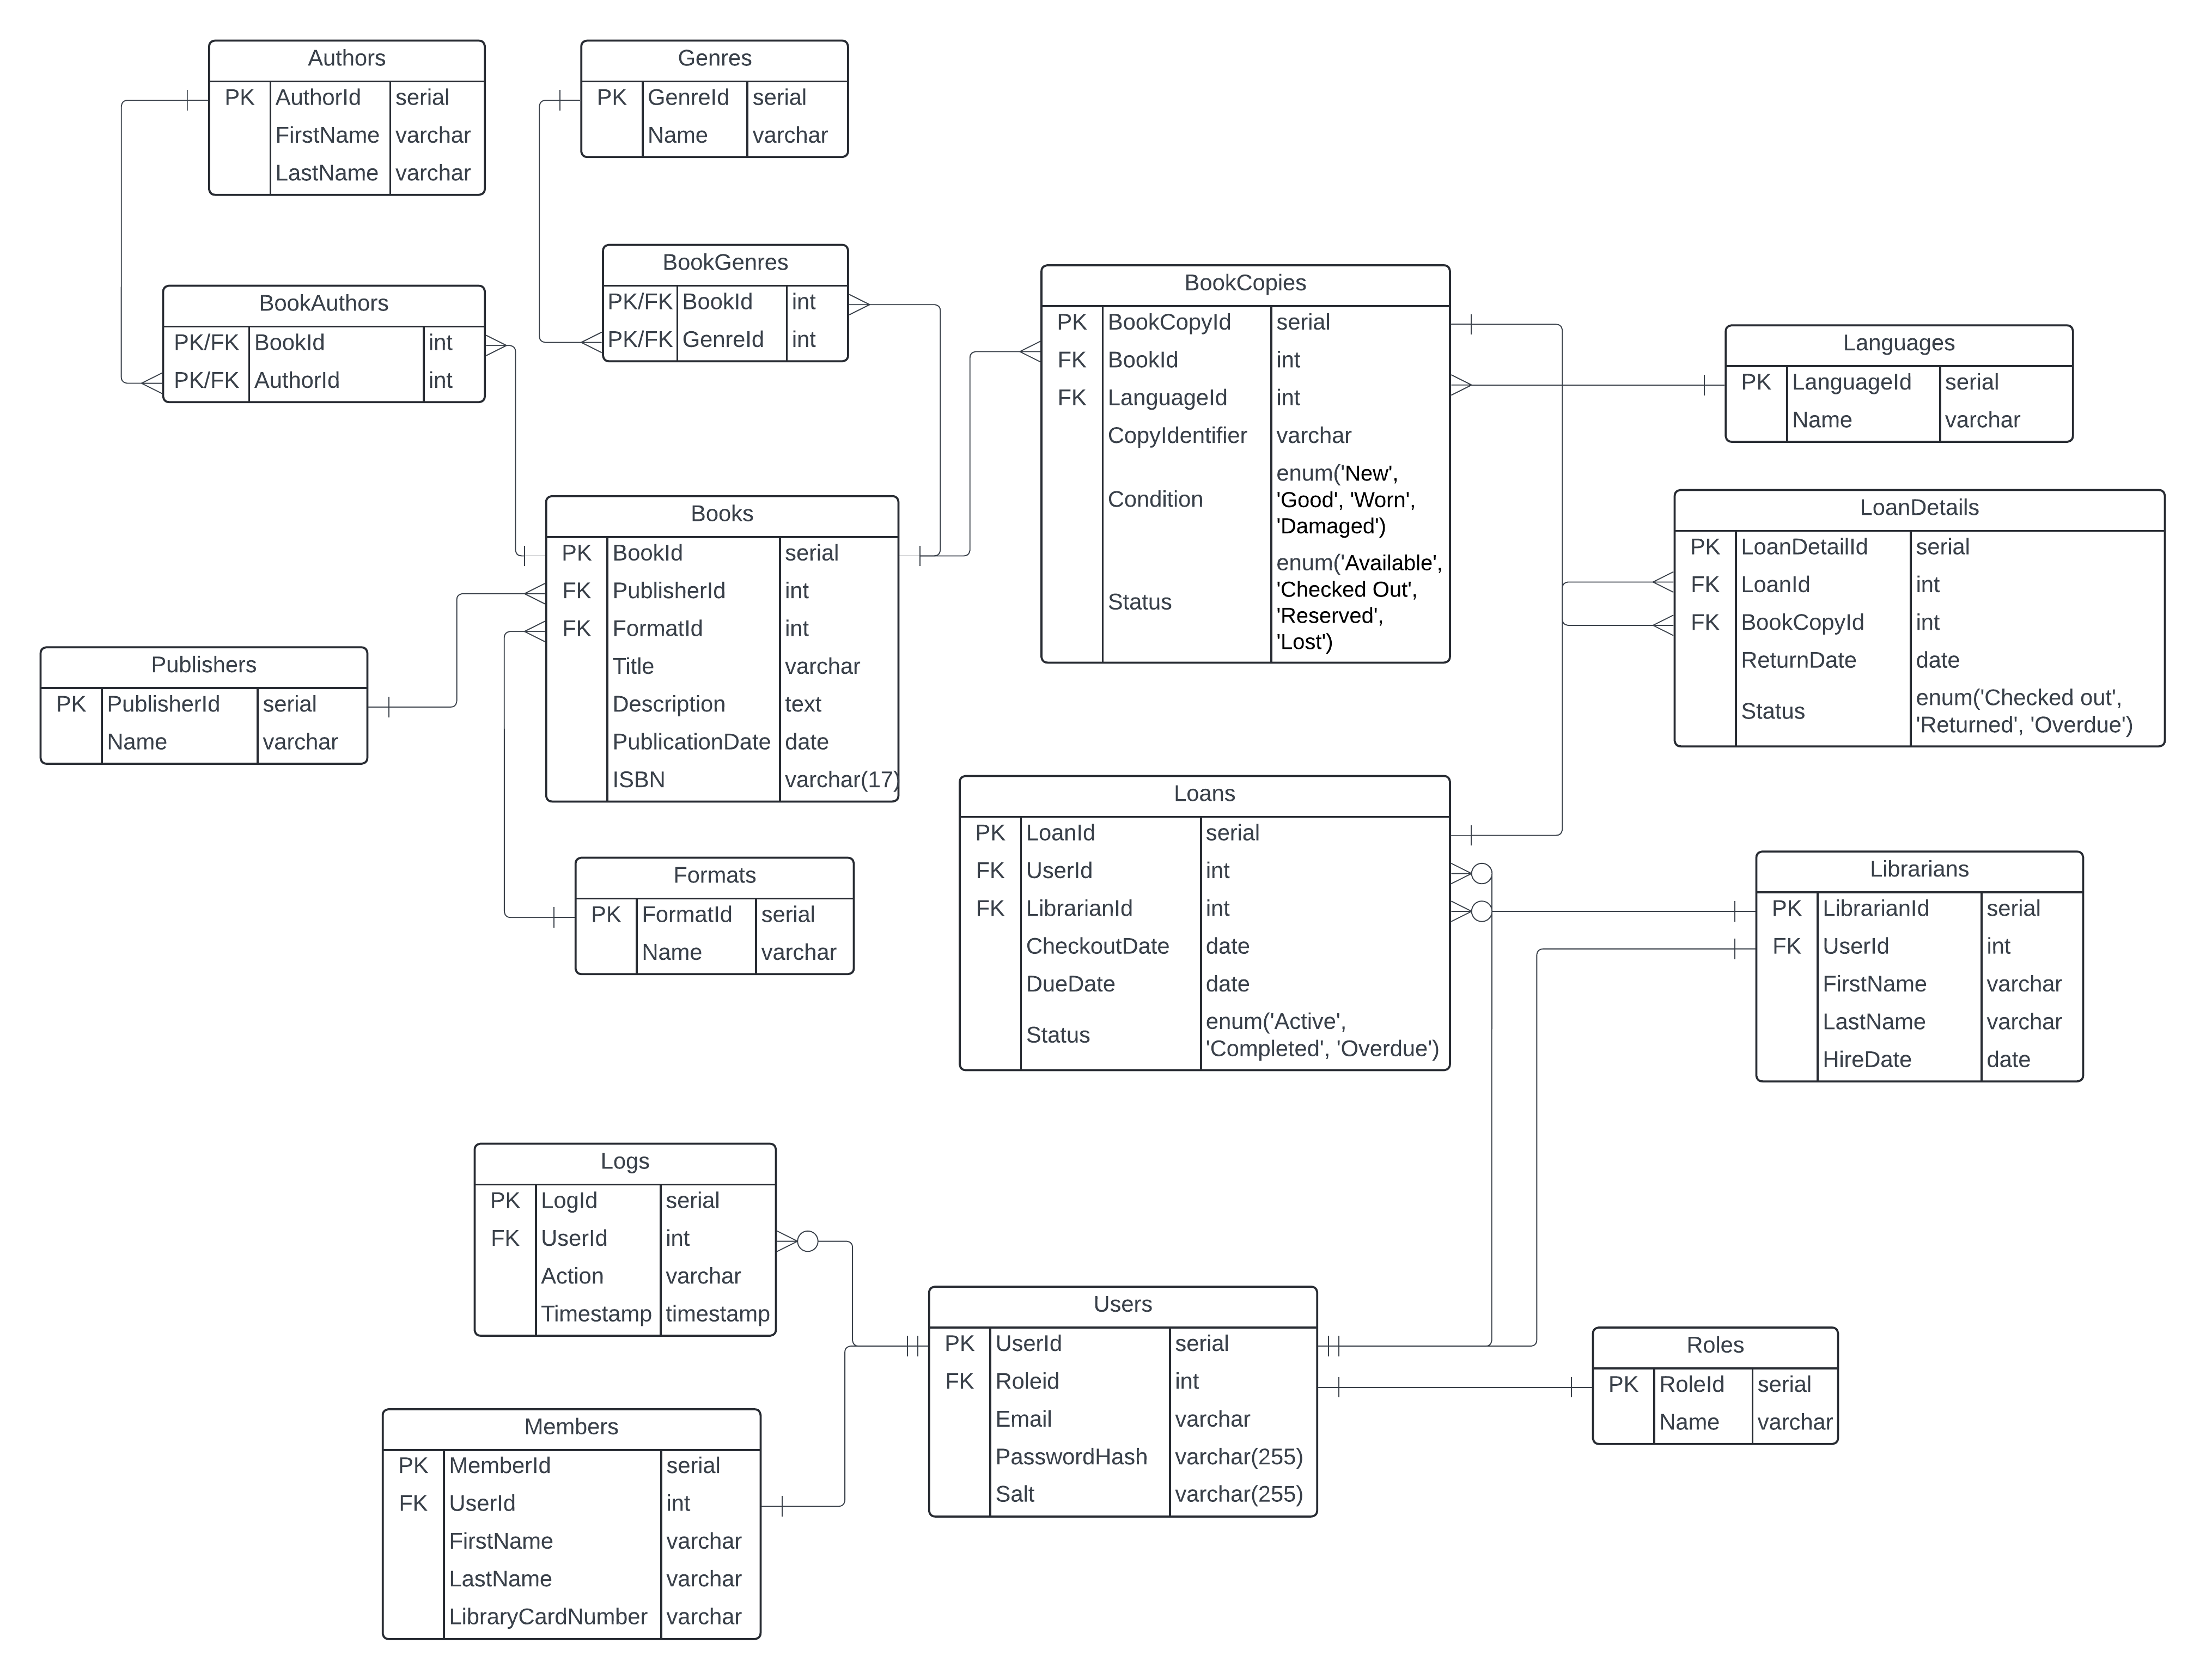 Authors
PK AuthorId serial
FirstName varchar
LastName varchar
Genres
PK GenreId serial
Name varchar
BookGenres
PK/FK BookId int
PK/FK GenreId int
BookAuthors
PK/FK BookId int
PK/FK AuthorId int
BookCopies
PK BookCopyId serial
FK BookId int
FK LanguageId int
CopyIdentifier varchar
Condition enum('New',
'Good', 'Worn',
'Damaged')
Status enum('Available',
'Checked Out',
'Reserved',
'Lost')
Languages
PK LanguageId serial
Name varchar
LoanDetails
PK LoanDetailId serial
FK LoanId int
FK BookCopyId int
ReturnDate date
Status enum('Checked out',
'Returned', 'Overdue')
Books
PK BookId serial
FK PublisherId int
FK FormatId int
Title varchar
Description text
PublicationDate date
ISBN varchar(17)
Publishers
PK PublisherId serial
Name varchar
Formats
PK FormatId serial
Name varchar
Loans
PK LoanId serial
FK UserId int
FK LibrarianId int
CheckoutDate date
DueDate date
Status enum('Active',
'Completed', 'Overdue')
Librarians
PK LibrarianId serial
FK UserId int
FirstName varchar
LastName varchar
HireDate date
Logs
PK LogId serial
FK UserId int
Action varchar
Timestamp timestamp
Users
PK UserId serial
FK Roleid int
Email varchar
PasswordHash varchar(255)
Salt varchar(255)
Roles
PK RoleId serial
Name varchar
Members
PK MemberId serial
FK UserId int
FirstName varchar
LastName varchar
LibraryCardNumber varchar